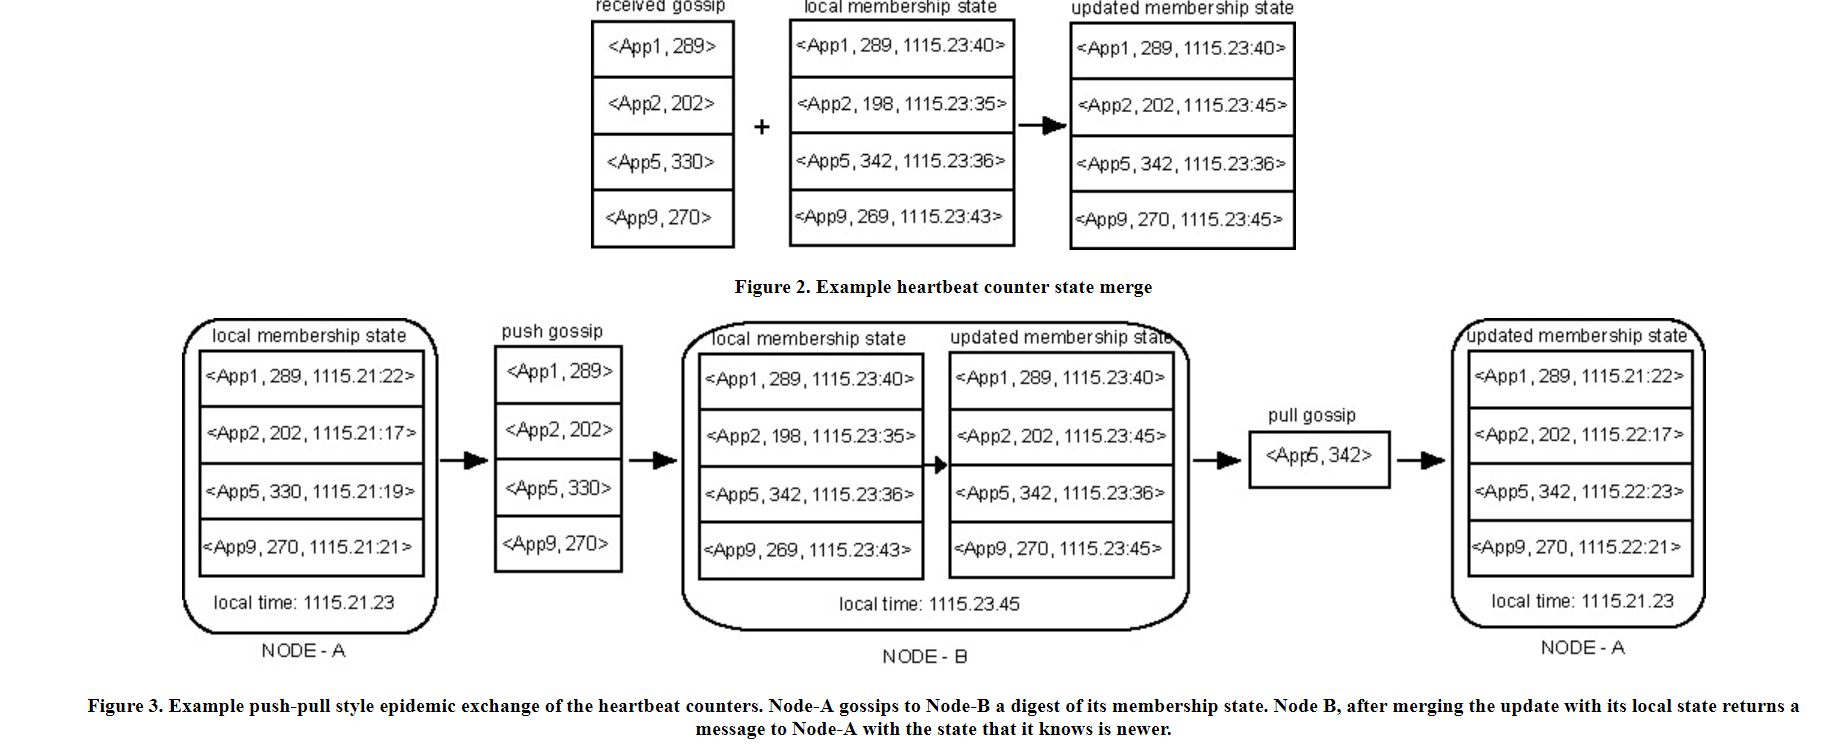 received gossip
local membership state
updated membership state
<App1, 289>
<App2, 202>
<App5, 330>
<App9, 270>
+
<App1, 289, 1115.23:40>
<App2, 198, 1115.23:35>
<App5, 342, 1115.23:36>
<App9, 269, 1115.23:43>
<App1, 289, 1115.23:40>
<App2, 202, 1115.23:45>
<App5, 342, 1115.23:36>
<App9, 270, 1115.23:45>
Figure 2. Example heartbeat counter state merge
local membership state
<App1, 289, 1115.21:22>
<App2, 202, 1115.21:17>
<App5, 330, 1115.21:19>
<App9, 270, 1115.21:21>
local time: 1115.21.23
NODE - A
push gossip
<App1, 289>
<App2, 202>
<App5, 330>
<App9, 270>
local membership state
<App1, 289, 1115.23:40>
<App2, 198, 1115.23:35>
<App5, 342, 1115.23:36>
<App9, 269, 1115.23:43>
updated membership state
<App1, 289, 1115.23:40>
<App2, 202, 1115.23:45>
<App5, 342, 1115.23:36>
<App9, 270, 1115.23:45>
local time: 1115.23.45
NODE - B
pull gossip
<App5, 342>
updated membership state
<App1, 289, 1115.21:22>
<App2, 202, 1115.22:17>
<App5, 342, 1115.22:23>
<App9, 270, 1115.22:21>
local time: 1115.21.23
NODE - A
Figure 3. Example push-pull style epidemic exchange of the heartbeat counters. Node-A gossips to Node-B a digest of its membership state. Node B, after merging the update with its local state returns a
message to Node-A with the state that it knows is newer.